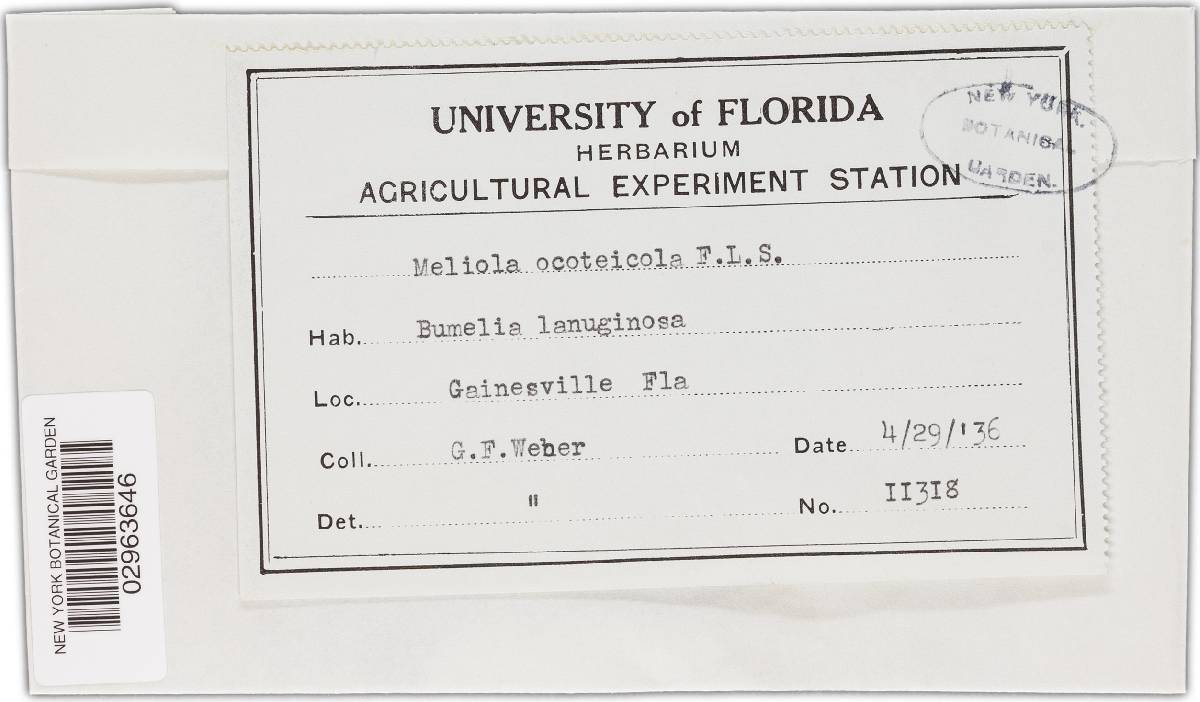 UNIVERSITY of FLORIDA
HERBARIUM
AGRICULTURAL EXPERIMENT STATION
NEW YORK
BOTANICAL
GARDEN.
Meliola ocoteicola F.L.S.
Hab. Bumelia lanuginosa
Loc. Gainesville Fla
Coll. G.F.Weber Date 4/29/'36
Det. " No. II3I8
NEW YORK BOTANICAL GARDEN
02963646